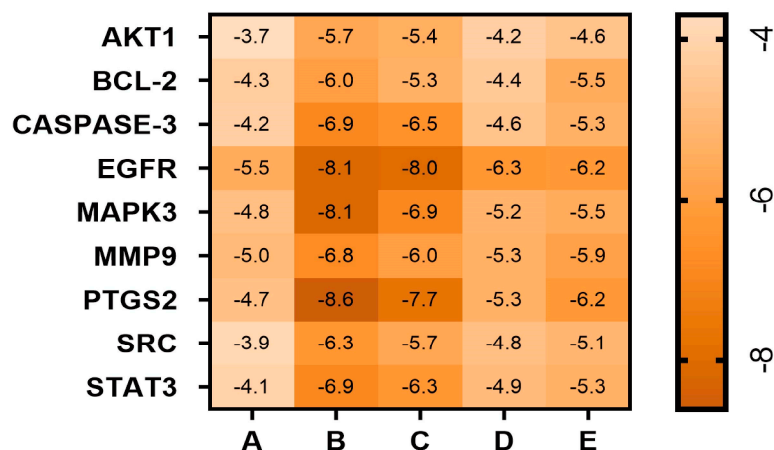 AKT1 -3.7 -5.7 -5.4 -4.2 -4.6
BCL-2 -4.3 -6.0 -5.3 -4.4 -5.5
CASPASE-3 -4.2 -6.9 -6.5 -4.6 -5.3
EGFR -5.5 -8.1 -8.0 -6.3 -6.2
MAPK3 -4.8 -8.1 -6.9 -5.2 -5.5
MMP9 -5.0 -6.8 -6.0 -5.3 -5.9
PTGS2 -4.7 -8.6 -7.7 -5.3 -6.2
SRC -3.9 -6.3 -5.7 -4.8 -5.1
STAT3 -4.1 -6.9 -6.3 -4.9 -5.3
A B C D E
-4
-6
-8